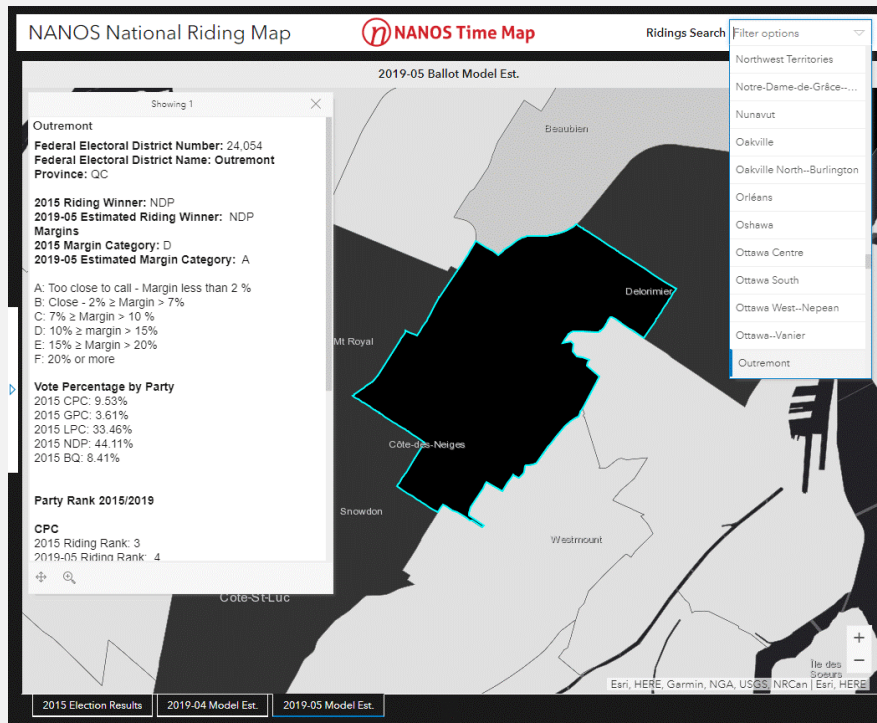 NANOS National Riding Map
NANOS Time Map
Ridings Search
Filter options
Northwest Territories
Notre-Dame-de-Grâce--...
Nunavut
Oakville
Oakville North--Burlington
Orléans
Oshawa
Ottawa Centre
Ottawa South
Ottawa West--Nepean
Ottawa--Vanier
Outremont
2019-05 Ballot Model Est.
Showing 1
Outremont
Federal Electoral District Number: 24,054
Federal Electoral District Name: Outremont
Province: QC
2015 Riding Winner: NDP
2019-05 Estimated Riding Winner: NDP
Margins
2015 Margin Category: D
2019-05 Estimated Margin Category: A
A: Too close to call - Margin less than 2 %
B: Close - 2% ≥ Margin > 7%
C: 7% ≥ Margin > 10 %
D: 10% ≥ margin > 15%
E: 15% ≥ Margin > 20%
F: 20% or more
Vote Percentage by Party
2015 CPC: 9.53%
2015 GPC: 3.61%
2015 LPC: 33.46%
2015 NDP: 44.11%
2015 BQ: 8.41%
Party Rank 2015/2019
CPC
2015 Riding Rank: 3
2019-05 Riding Rank: 4
Beaubien
Delorimier
Mt Royal
Côte-des-Neiges
Snowdon
Westmount
Cote-St-Luc
Île des
Soeurs
+
−
Esri, HERE, Garmin, NGA, USGS, NRCan | Esri, HERE
2015 Election Results
2019-04 Model Est.
2019-05 Model Est.